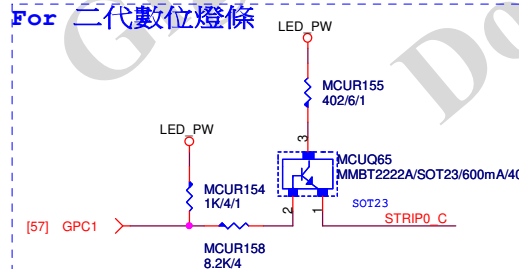 For 二代數位燈條
LED_PW
MCUR155
402/6/1
LED_PW
3
MCUQ65
MMBT2222A/SOT23/600mA/40
MCUR154
1K/4/1
2
1
SOT23
[57] GPC1
STRIP0_C
MCUR158
8.2K/4